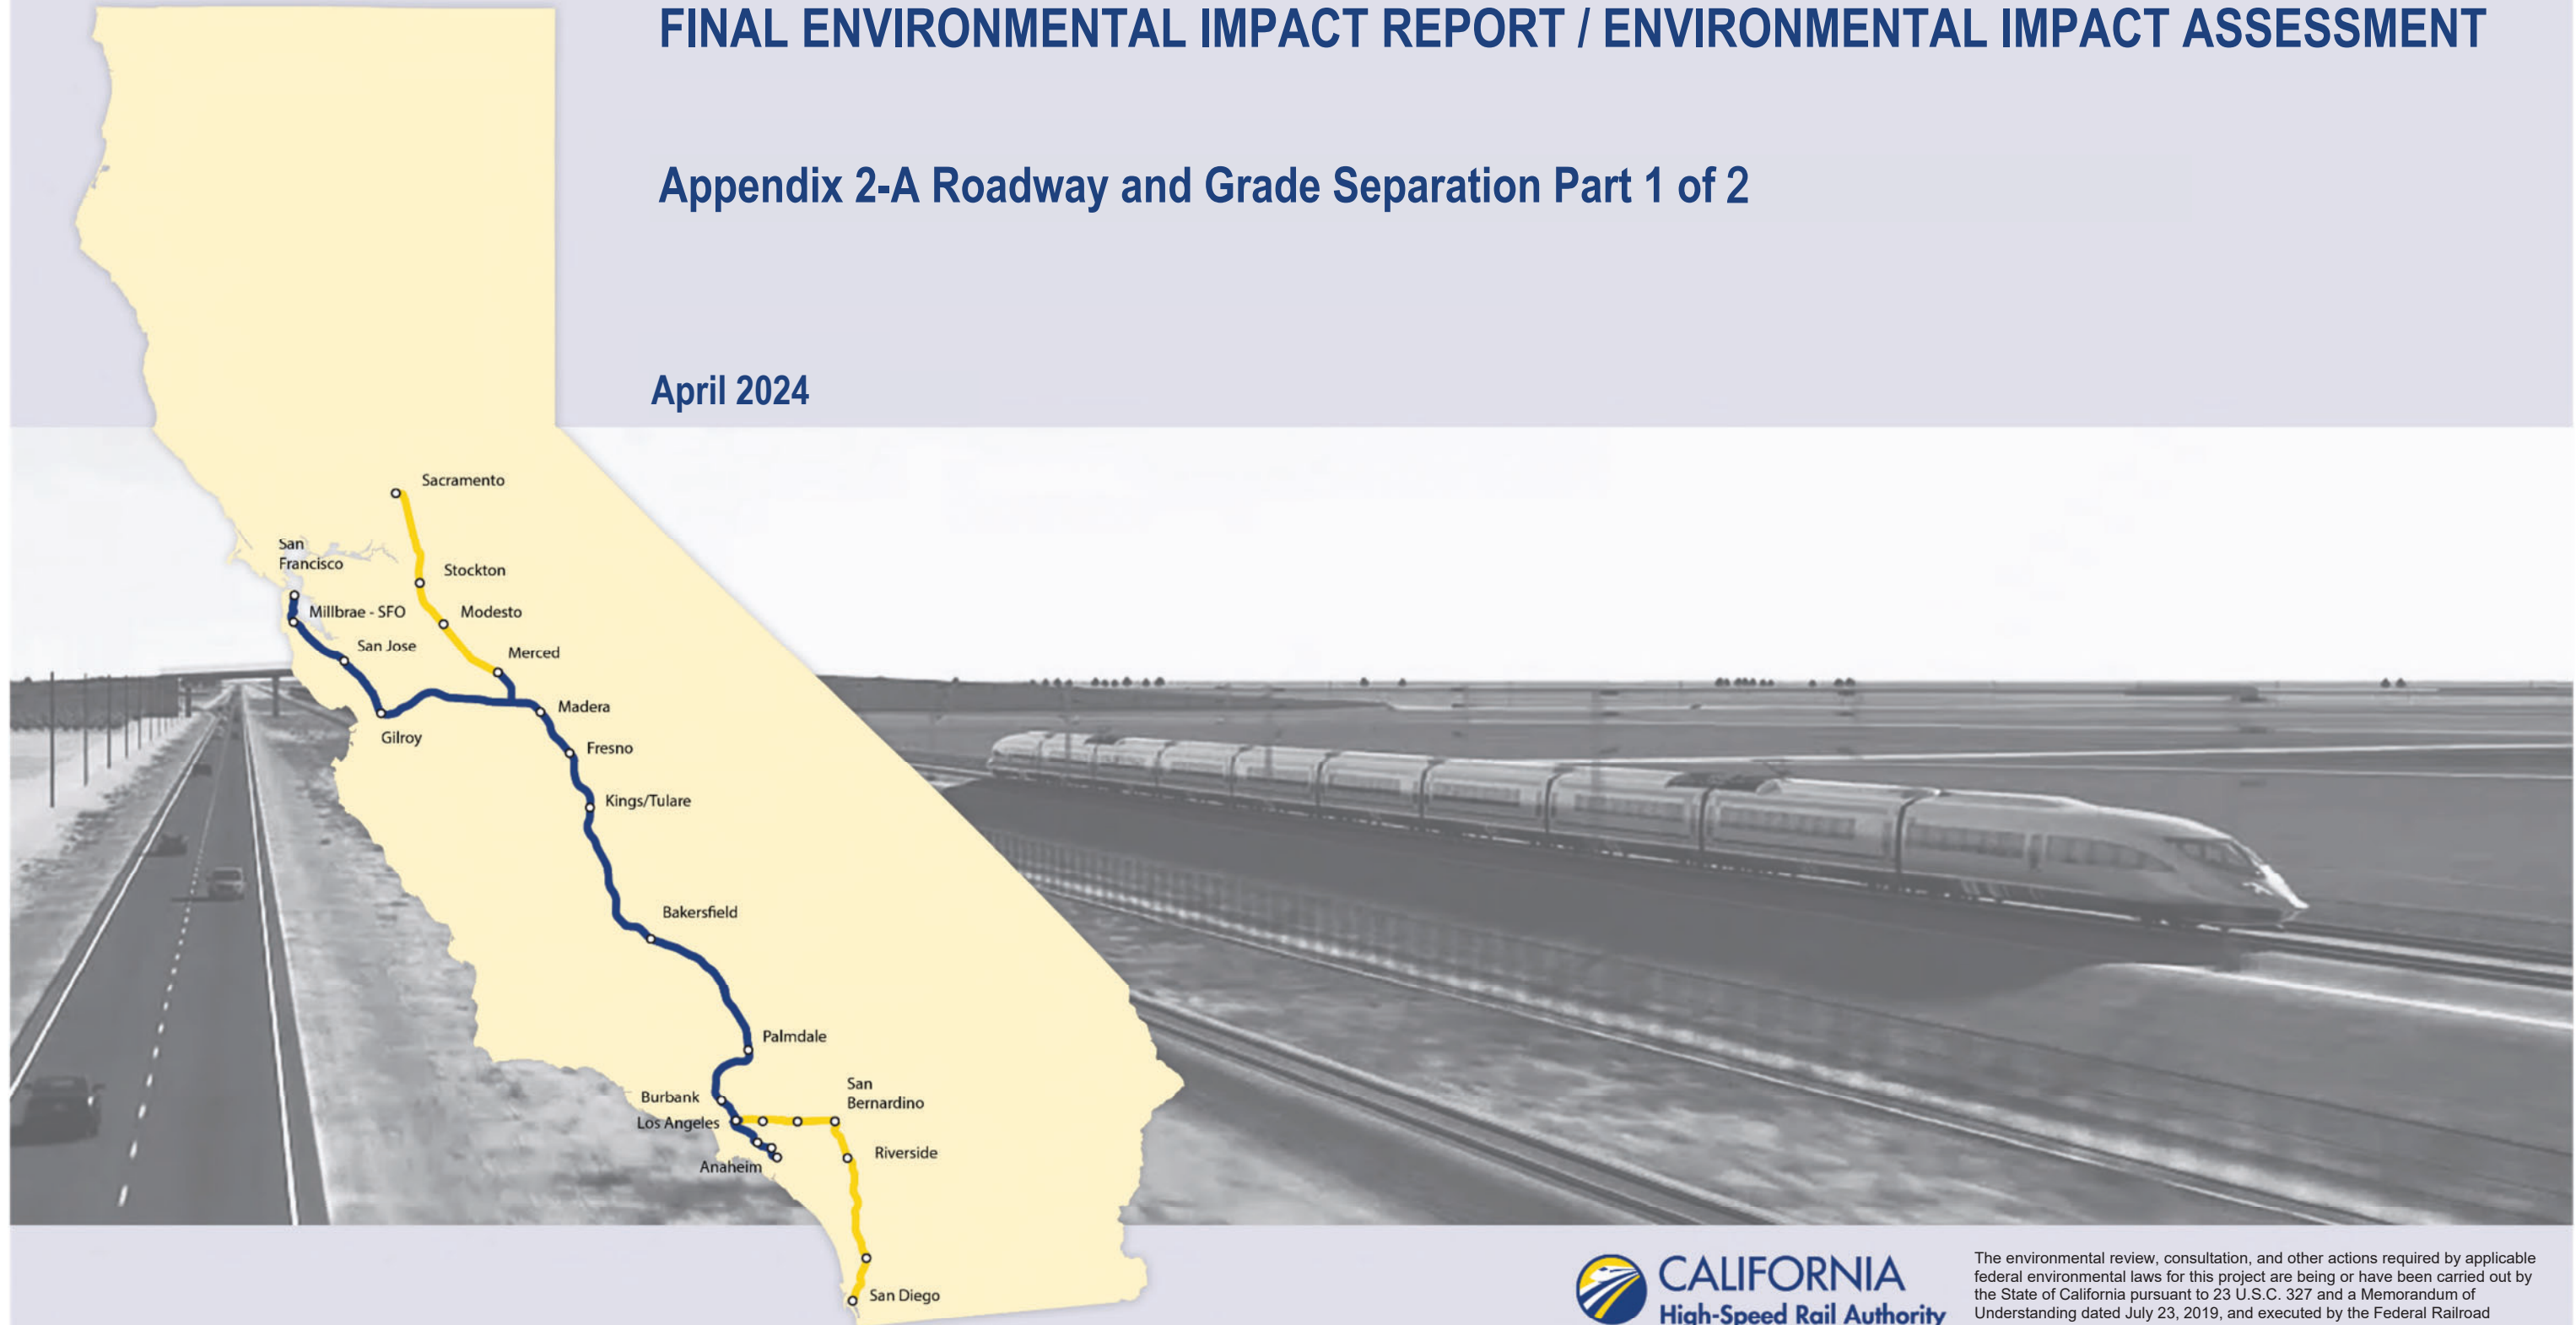 FINAL ENVIRONMENTAL IMPACT REPORT / ENVIRONMENTAL IMPACT ASSESSMENT
Appendix 2-A Roadway and Grade Separation Part 1 of 2
April 2024
Sacramento
San
Francisco
Stockton
Millbrae - SFO
Modesto
San Jose
Merced
Madera
Gilroy
Fresno
Kings/Tulare
Bakersfield
Palmdale
Burbank
San
Bernardino
Los Angeles
Riverside
Anaheim
San Diego
CALIFORNIA
High-Speed Rail Authority
The environmental review, consultation, and other actions required by applicable
federal environmental laws for this project are being or have been carried out by
the State of California pursuant to 23 U.S.C. 327 and a Memorandum of
Understanding dated July 23, 2019, and executed by the Federal Railroad